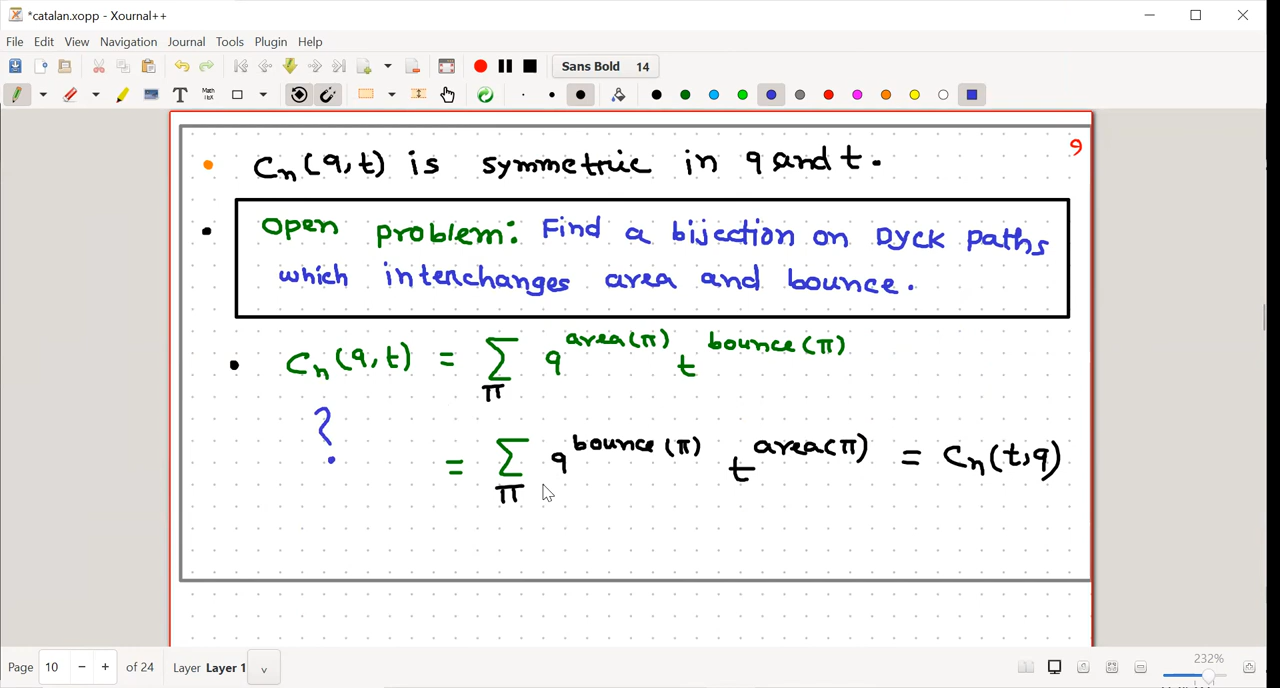 *catalan.xopp - Xournal++
File Edit View Navigation Journal Tools Plugin Help
Sans Bold 14
9
• Cn(q,t) is symmetric in q and t.
• Open problem: Find a bijection on Dyck paths
which interchanges area and bounce.
• Cn(q,t) = Σπ q^area(π) t^bounce(π)
?
= Σπ q^bounce(π) t^area(π) = Cn(t,q)
Page 10 − + of 24 Layer Layer 1 232%